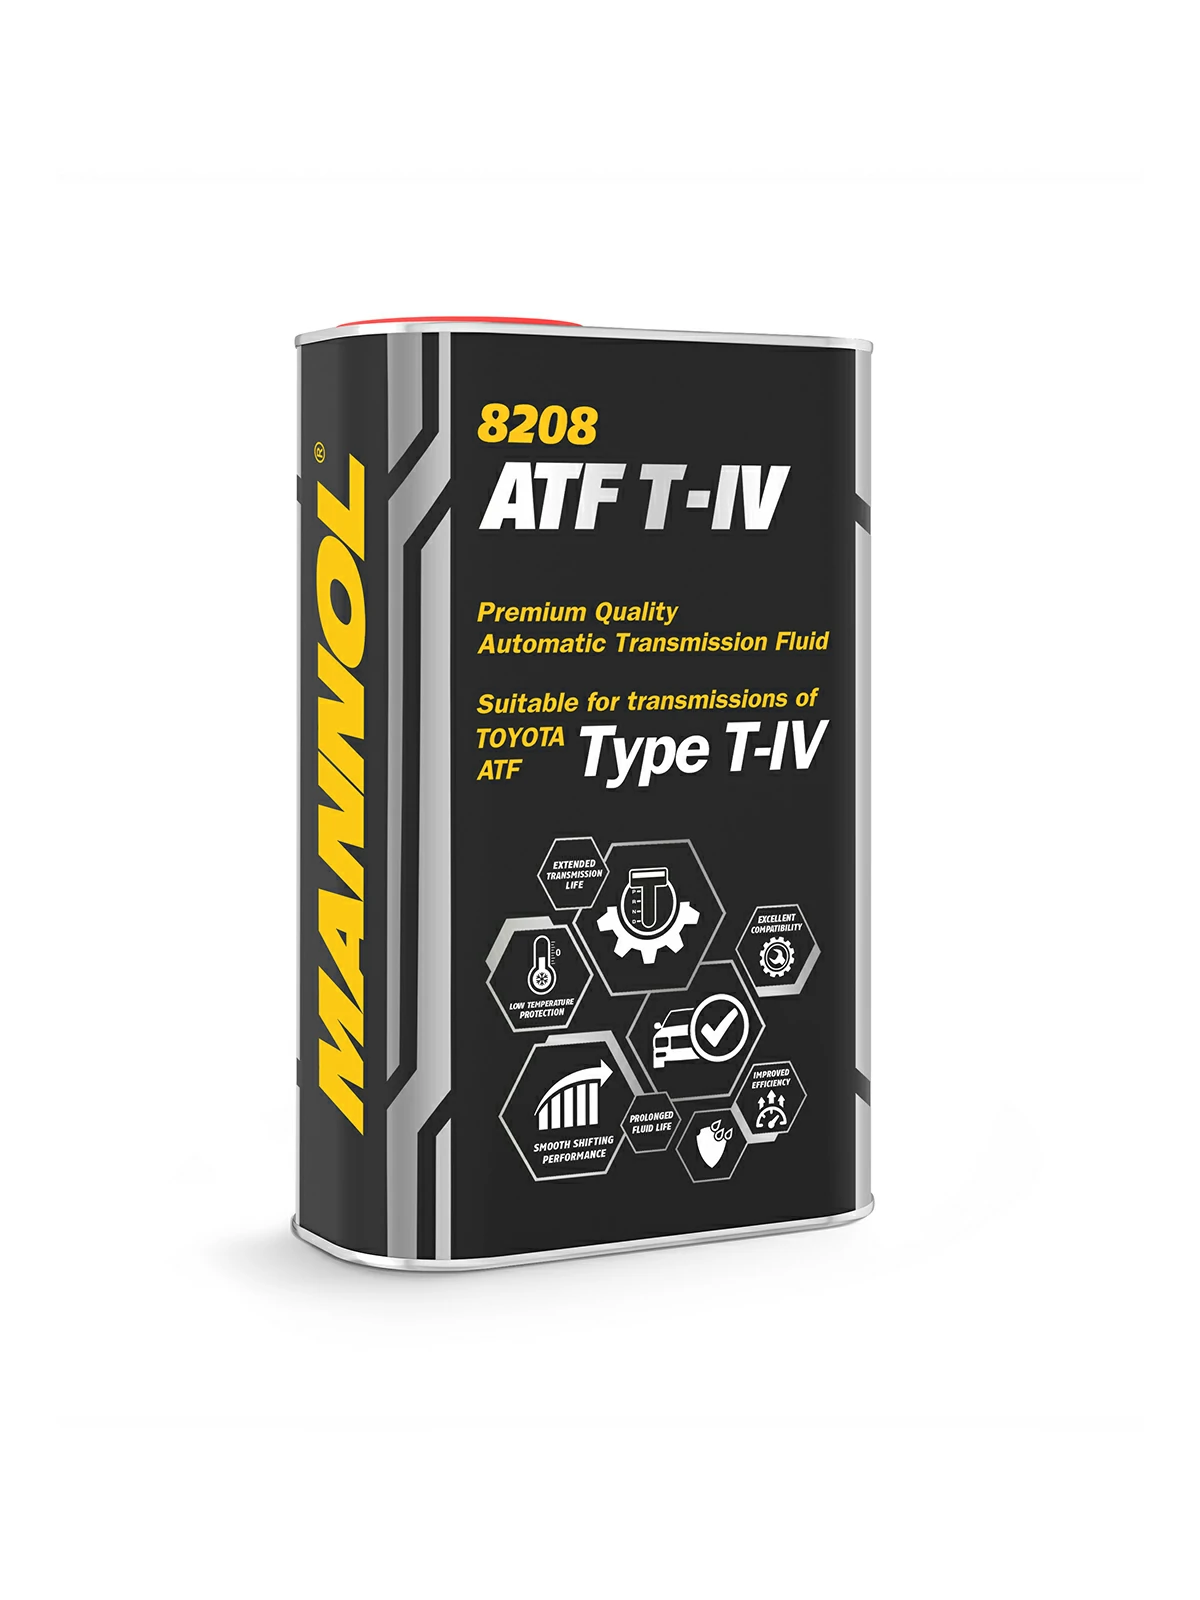 MANNOL®
8208
ATF T-IV
Premium Quality
Automatic Transmission Fluid
Suitable for transmissions of
TOYOTA
ATF
Type T-IV
EXTENDED
TRANSMISSION
LIFE
P
R
N
D
EXCELLENT
COMPATIBILITY
0
LOW TEMPERATURE
PROTECTION
IMPROVED
EFFICIENCY
PROLONGED
FLUID LIFE
SMOOTH SHIFTING
PERFORMANCE